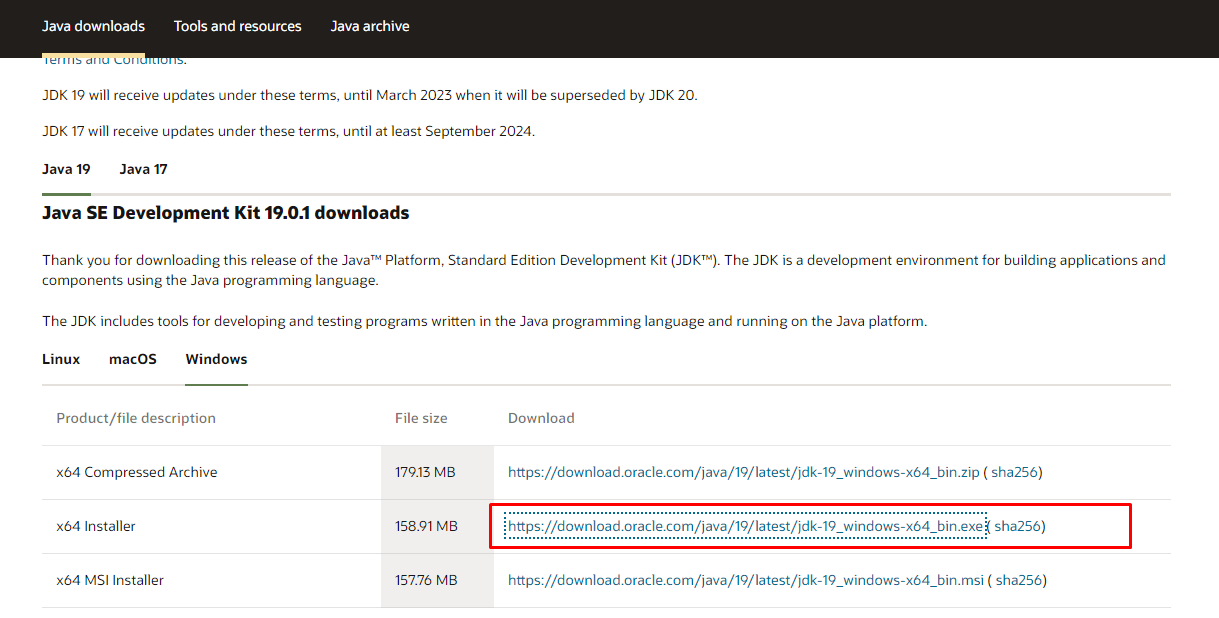 Java downloads Tools and resources Java archive
Terms and Conditions.
JDK 19 will receive updates under these terms, until March 2023 when it will be superseded by JDK 20.
JDK 17 will receive updates under these terms, until at least September 2024.
Java 19 Java 17
Java SE Development Kit 19.0.1 downloads
Thank you for downloading this release of the Java™ Platform, Standard Edition Development Kit (JDK™). The JDK is a development environment for building applications and
components using the Java programming language.
The JDK includes tools for developing and testing programs written in the Java programming language and running on the Java platform.
Linux macOS Windows
Product/file description File size Download
x64 Compressed Archive 179.13 MB https://download.oracle.com/java/19/latest/jdk-19_windows-x64_bin.zip ( sha256)
x64 Installer 158.91 MB https://download.oracle.com/java/19/latest/jdk-19_windows-x64_bin.exe ( sha256)
x64 MSI Installer 157.76 MB https://download.oracle.com/java/19/latest/jdk-19_windows-x64_bin.msi ( sha256)